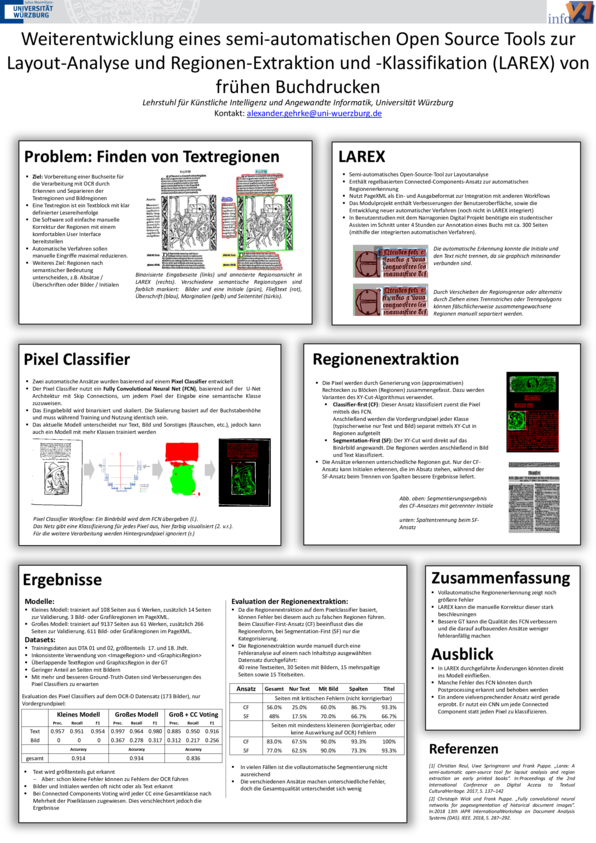 Julius-Maximilians-
UNIVERSITÄT
WÜRZBURG
info VI
Weiterentwicklung eines semi-automatischen Open Source Tools zur
Layout-Analyse und Regionen-Extraktion und -Klassifikation (LAREX) von
frühen Buchdrucken
Lehrstuhl für Künstliche Intelligenz und Angewandte Informatik, Universität Würzburg
Kontakt: alexander.gehrke@uni-wuerzburg.de
Problem: Finden von Textregionen
▪ Ziel: Vorbereitung einer Buchseite für
die Verarbeitung mit OCR durch
Erkennen und Separieren der
Textregionen und Bildregionen
▪ Eine Textregion ist ein Textblock mit klar
definierter Lesereihenfolge
▪ Die Software soll einfache manuelle
Korrektur der Regionen mit einem
komfortablen User Interface
bereitstellen
▪ Automatische Verfahren sollen
manuelle Eingriffe maximal reduzieren.
▪ Weiteres Ziel: Regionen nach
semantischer Bedeutung
unterscheiden, z.B. Absätze /
Überschriften oder Bilder / Initialen
Binarisierte Eingabeseite (links) und annotierte Regionsansicht in
LAREX (rechts). Verschiedene semantische Regionstypen sind
farblich markiert: Bilder und eine Initiale (grün), Fließtext (rot),
Überschrift (blau), Marginalien (gelb) und Seitentitel (türkis).
LAREX
▪ Semi-automatisches Open-Source-Tool zur Layoutanalyse
▪ Enthält regelbasierten Connected-Components-Ansatz zur automatischen
Regionenerkennung
▪ Nutzt PageXML als Ein- und Ausgabeformat zur Integration mit anderen Workflows
▪ Das Modulprojekt enthält Verbesserungen der Benutzeroberfläche, sowie die
Entwicklung neuer automatischer Verfahren (noch nicht in LAREX integriert)
▪ In Benutzerstudien mit dem Narragonien Digital Projekt benötigte ein studentischer
Assisten im Schnitt unter 4 Stunden zur Annotation eines Buchs mit ca. 300 Seiten
(mithilfe der integrierten automatischen Verfahren).
Die automatische Erkennung konnte die Initiale und
den Text nicht trennen, da sie graphisch miteinander
verbunden sind.
Durch Verschieben der Regionsgrenze oder alternativ
durch Ziehen eines Trennstriches oder Trennpolygons
können fälschlicherweise zusammengewachsene
Regionen manuell separiert werden.
Pixel Classifier
▪ Zwei automatische Ansätze wurden basierend auf einem Pixel Classifier entwickelt
▪ Der Pixel Classifier nutzt ein Fully Convolutional Neural Net (FCN), basierend auf der U-Net
Architektur mit Skip Connections, um jedem Pixel der Eingabe eine semantische Klasse
zuzuweisen.
▪ Das Eingabebild wird binarisiert und skaliert. Die Skalierung basiert auf der Buchstabenhöhe
und muss während Training und Nutzung identisch sein.
▪ Das aktuelle Modell unterscheidet nur Text, Bild und Sonstiges (Rauschen, etc.), jedoch kann
auch ein Modell mit mehr Klassen trainiert werden
Pixel Classifier Workflow: Ein Binärbild wird dem FCN übergeben (l.).
Das Netz gibt eine Klassifizierung für jedes Pixel aus, hier farbig visualisiert (2. v.r.).
Für die weitere Verarbeitung werden Hintergrundpixel ignoriert (r.)
Regionenextraktion
▪ Die Pixel werden durch Generierung von (approximativen)
Rechtecken zu Blöcken (Regionen) zusammengefasst. Dazu werden
Varianten des XY-Cut-Algorithmus verwendet.
▪ Classifier-first (CF): Dieser Ansatz klassifiziert zuerst die Pixel
mittels des FCN.
Anschließend werden die Vordergrundpixel jeder Klasse
(typischerweise nur Text und Bild) separat mittels XY-Cut in
Regionen aufgeteilt
▪ Segmentation-First (SF): Der XY-Cut wird direkt auf das
Binärbild angewandt. Die Regionen werden anschließend in Bild
und Text klassifiziert.
▪ Die Ansätze erkennen unterschiedliche Regionen gut. Nur der CF-
Ansatz kann Initialen erkennen, die im Absatz stehen, während der
SF-Ansatz beim Trennen von Spalten bessere Ergebnisse liefert.
Abb. oben: Segmentierungsergebnis
des CF-Ansatzes mit getrennter Initiale
unten: Spaltentrennung beim SF-
Ansatz
Ergebnisse
Modelle:
▪ Kleines Modell: trainiert auf 108 Seiten aus 6 Werken, zusätzlich 14 Seiten
zur Validierung. 3 Bild- oder Grafikregionen im PageXML.
▪ Großes Modell: trainiert auf 9137 Seiten aus 61 Werken, zusätzlich 266
Seiten zur Validierung. 611 Bild- oder Grafikregionen im PageXML.
Datasets:
▪ Trainingsdaten aus DTA 01 und 02, größtenteils 17. und 18. Jhdt.
▪ Inkonsistente Verwendung von <ImageRegion> und <GraphicsRegion>
▪ Überlappende TextRegion und GraphicsRegion in der GT
▪ Geringer Anteil an Seiten mit Bildern
▪ Mit mehr und besseren Ground-Truth-Daten sind Verbesserungen des
Pixel Classifiers zu erwarten
Evaluation des Pixel Classifiers auf dem OCR-D Datensatz (173 Bilder), nur
Vordergrundpixel:
Kleines Modell Großes Modell Groß + CC Voting
Prec. Recall F1 Prec. Recall F1 Prec. Recall F1
Text 0.957 0.951 0.954 0.997 0.964 0.980 0.885 0.950 0.916
Bild 0 0 0 0.367 0.278 0.317 0.312 0.217 0.256
Accuracy Accuracy Accuracy
gesamt 0.914 0.934 0.836
▪ Text wird größtenteils gut erkannt
– Aber: schon kleine Fehler können zu Fehlern der OCR führen
▪ Bilder und Initialen werden oft nicht oder als Text erkannt
▪ Bei Connected Components Voting wird jeder CC eine Gesamtklasse nach
Mehrheit der Pixelklassen zugewiesen. Dies verschlechtert jedoch die
Ergebnisse
Evaluation der Regionenextraktion:
▪ Da die Regionenextraktion auf dem Pixelclassifier basiert,
können Fehler bei diesem auch zu falschen Regionen führen.
Beim Classifier-First-Ansatz (CF) beeinflusst dies die
Regionenform, bei Segmentation-First (SF) nur die
Kategorisierung.
▪ Die Regionenextraktion wurde manuell durch eine
Fehleranalyse auf einem nach Inhaltstyp ausgewählten
Datensatz durchgeführt:
40 reine Textseiten, 30 Seiten mit Bildern, 15 mehrspaltige
Seiten sowie 15 Titelseiten.
Ansatz Gesamt Nur Text Mit Bild Spalten Titel
Seiten mit kritischen Fehlern (nicht korrigierbar)
CF 56.0% 25.0% 60.0% 86.7% 93.3%
SF 48% 17.5% 70.0% 66.7% 66.7%
Seiten mit mindestens kleineren (korrigierbar, oder
keine Auswirkung auf OCR) Fehlern
CF 83.0% 67.5% 90.0% 93.3% 100%
SF 77.0% 62.5% 90.0% 73.3% 93.3%
▪ In vielen Fällen ist die vollautomatische Segmentierung nicht
ausreichend
▪ Die verschiedenen Ansätze machen unterschiedliche Fehler,
doch die Gesamtqualität unterscheidet sich wenig
Zusammenfassung
▪ Vollautomatische Regionenerkennung zeigt noch
größere Fehler
▪ LAREX kann die manuelle Korrektur dieser stark
beschleunigen
▪ Bessere GT kann die Qualität des FCN verbessern
und die darauf aufbauenden Ansätze weniger
fehleranfällig machen
Ausblick
▪ In LAREX durchgeführte Änderungen könnten direkt
ins Modell einfließen.
▪ Manche Fehler des FCN könnten durch
Postprocessing erkannt und behoben werden
▪ Ein anderer vielversprechender Ansatz wird gerade
erprobt: Er nutzt ein CNN um jede Connected
Component statt jeden Pixel zu klassifizieren.
Referenzen
[1] Christian Reul, Uwe Springmann and Frank Puppe. „Larex: A
semi-automatic open-source tool for layout analysis and region
extraction on early printed books". In:Proceedings of the 2nd
International Conference on Digital Access to Textual
CulturalHeritage. 2017, S. 137–142
[2] Christoph Wick und Frank Puppe. „Fully convolutional neural
networks for pagesegmentation of historical document images".
In:2018 13th IAPR InternationalWorkshop on Document Analysis
Systems (DAS). IEEE. 2018, S. 287–292.